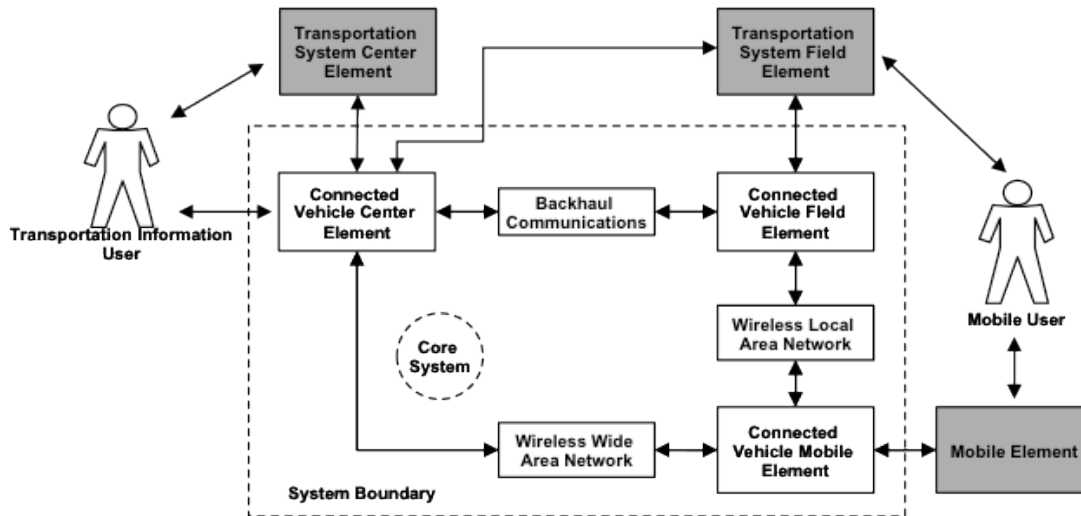 Transportation
System Center
Element
Transportation
System Field
Element
Connected
Vehicle Center
Element
Backhaul
Communications
Connected
Vehicle Field
Element
Transportation Information
User
Wireless Local
Area Network
Mobile User
Core
System
Wireless Wide
Area Network
Connected
Vehicle Mobile
Element
Mobile Element
System Boundary